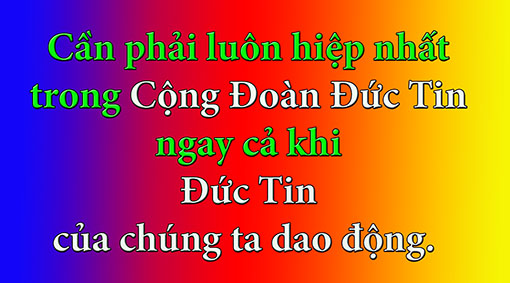 Cần phải luôn hiệp nhất
trong Cộng Đoàn Đức Tin
ngay cả khi
Đức Tin
của chúng ta dao động.